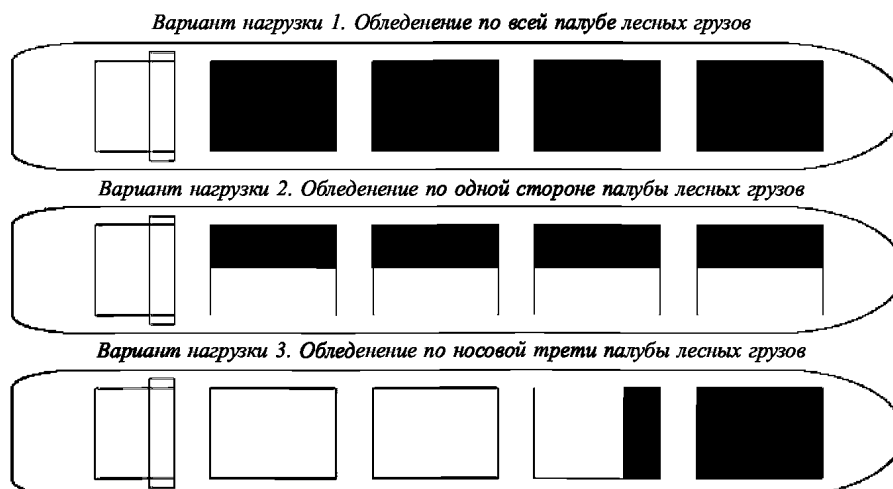 Вариант нагрузки 1. Обледенение по всей палубе лесных грузов
Вариант нагрузки 2. Обледенение по одной стороне палубы лесных грузов
Вариант нагрузки 3. Обледенение по носовой трети палубы лесных грузов